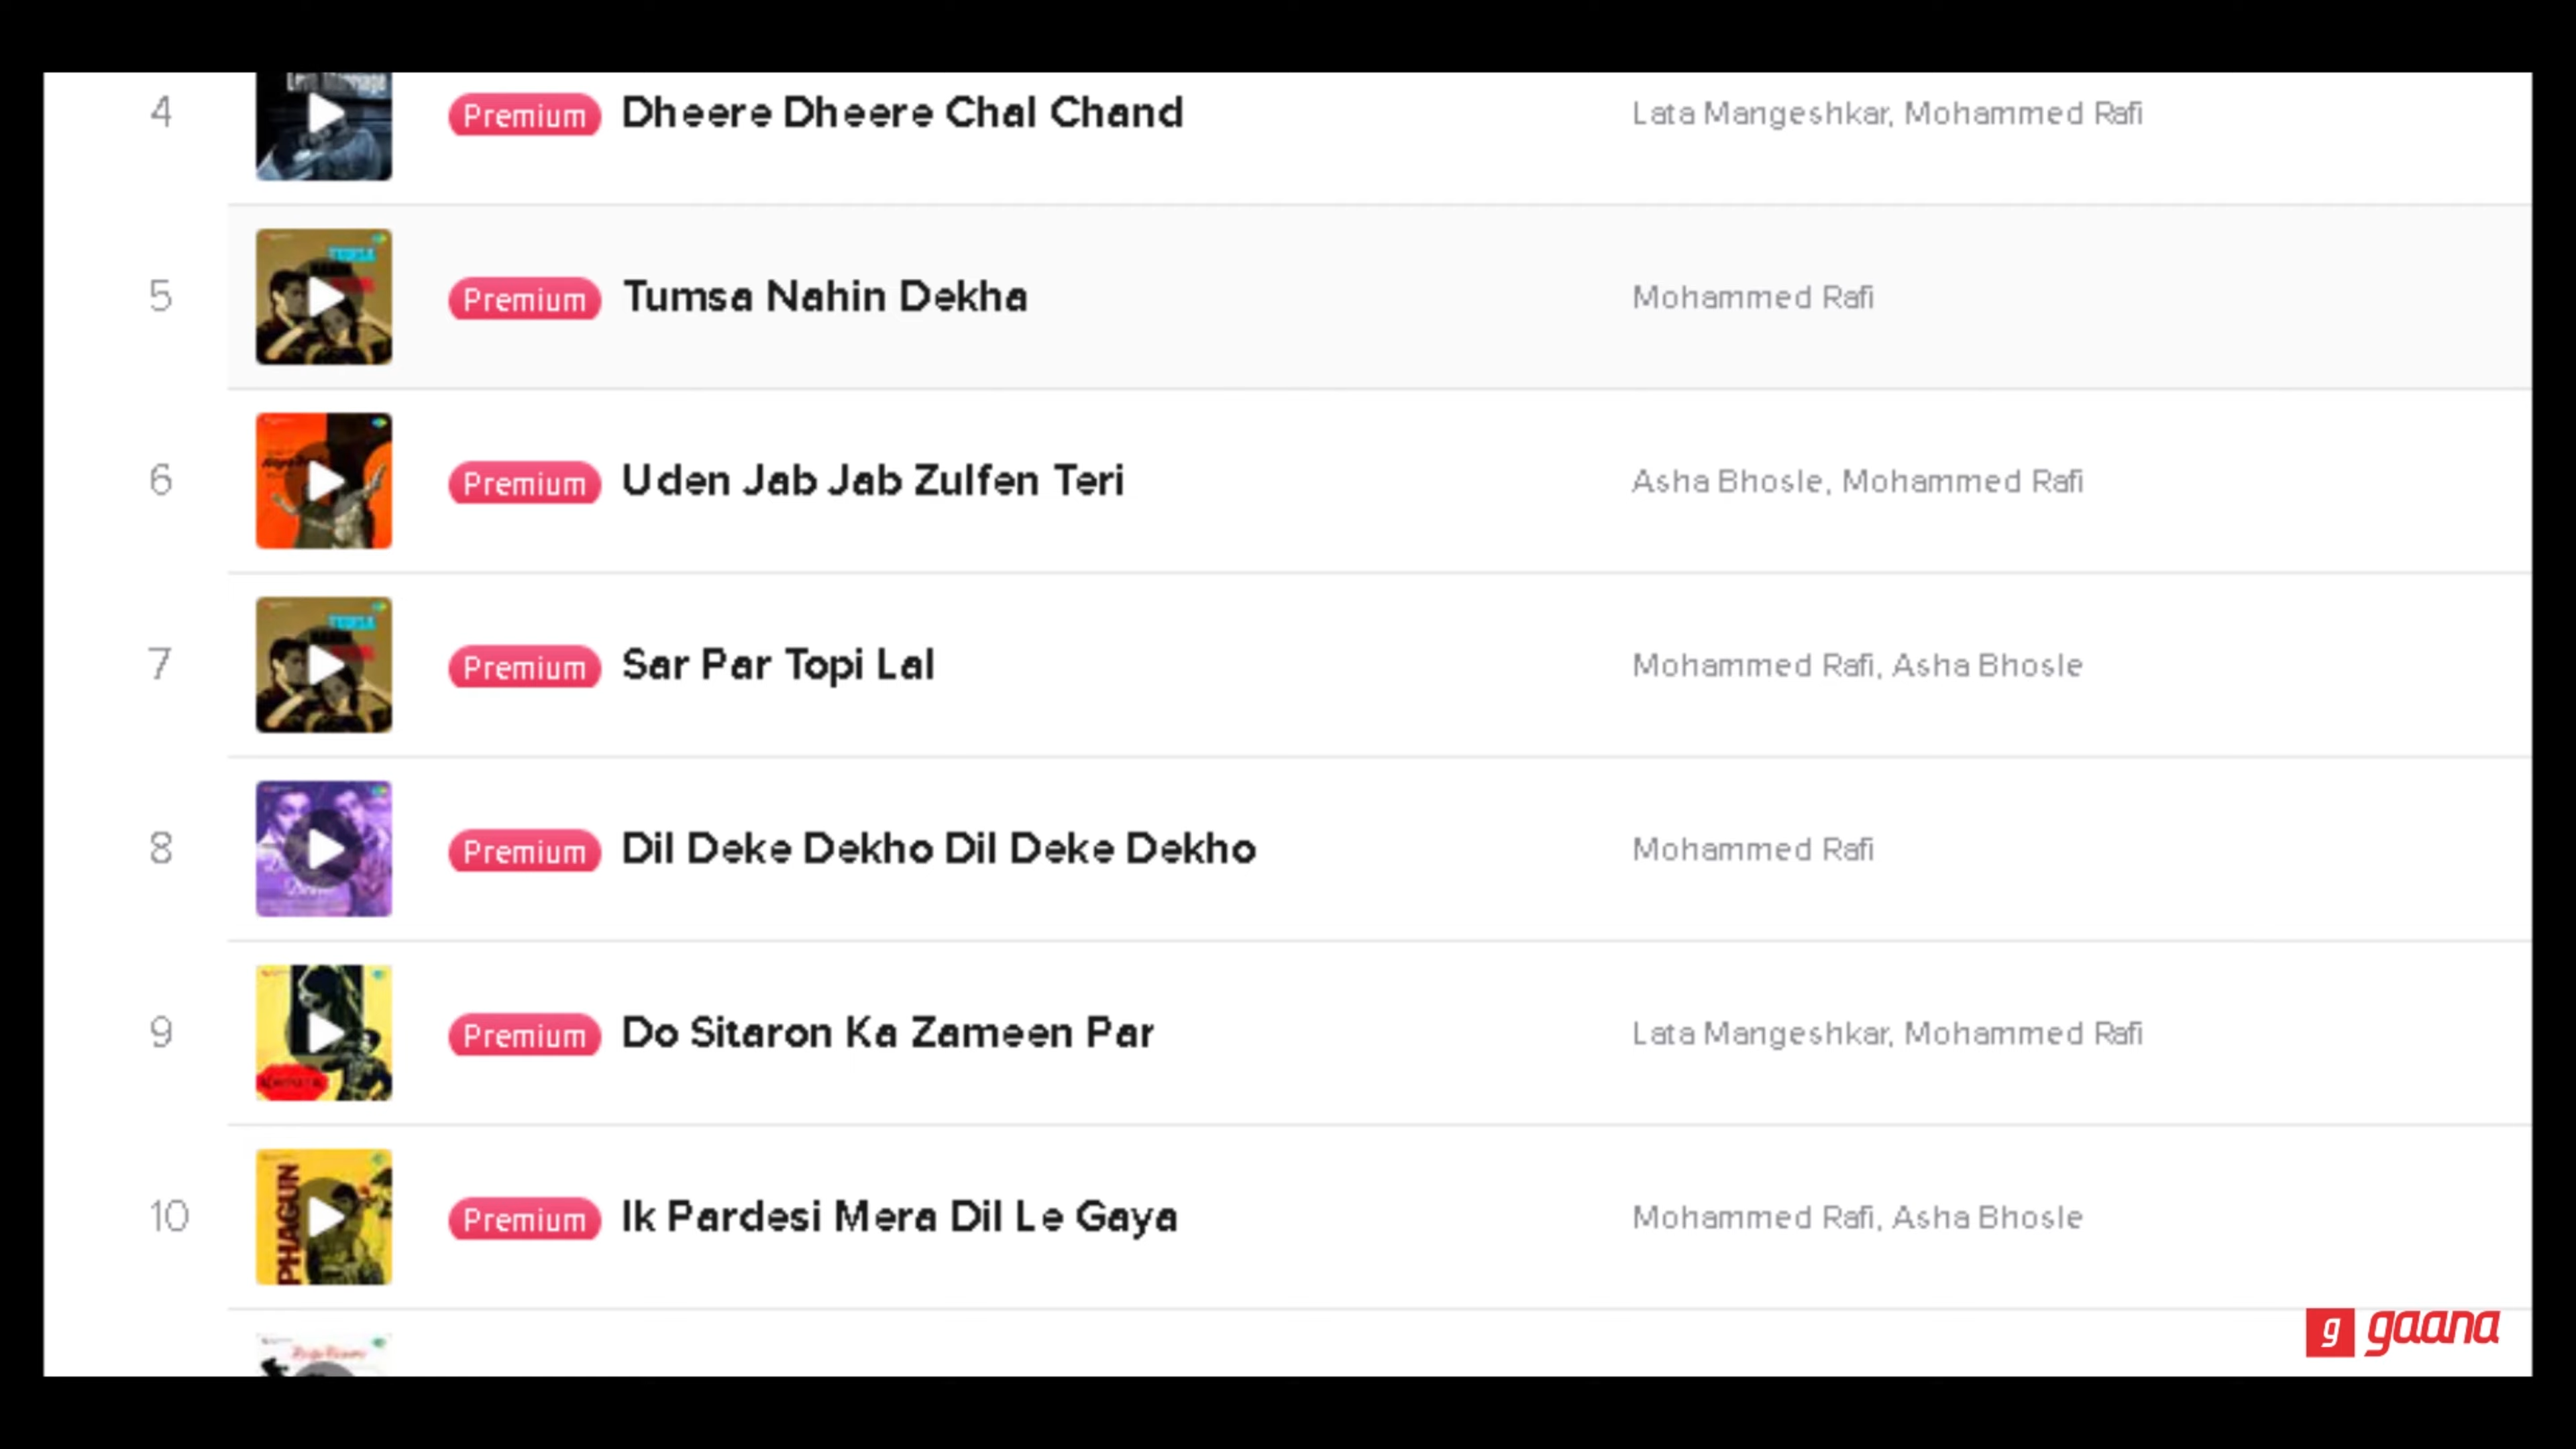 4 Premium Dheere Dheere Chal Chand Lata Mangeshkar, Mohammed Rafi
5 Premium Tumsa Nahin Dekha Mohammed Rafi
6 Premium Uden Jab Jab Zulfen Teri Asha Bhosle, Mohammed Rafi
7 Premium Sar Par Topi Lal Mohammed Rafi, Asha Bhosle
8 Premium Dil Deke Dekho Dil Deke Dekho Mohammed Rafi
9 Premium Do Sitaron Ka Zameen Par Lata Mangeshkar, Mohammed Rafi
PHAGUN
10 Premium Ik Pardesi Mera Dil Le Gaya Mohammed Rafi, Asha Bhosle
g gaana